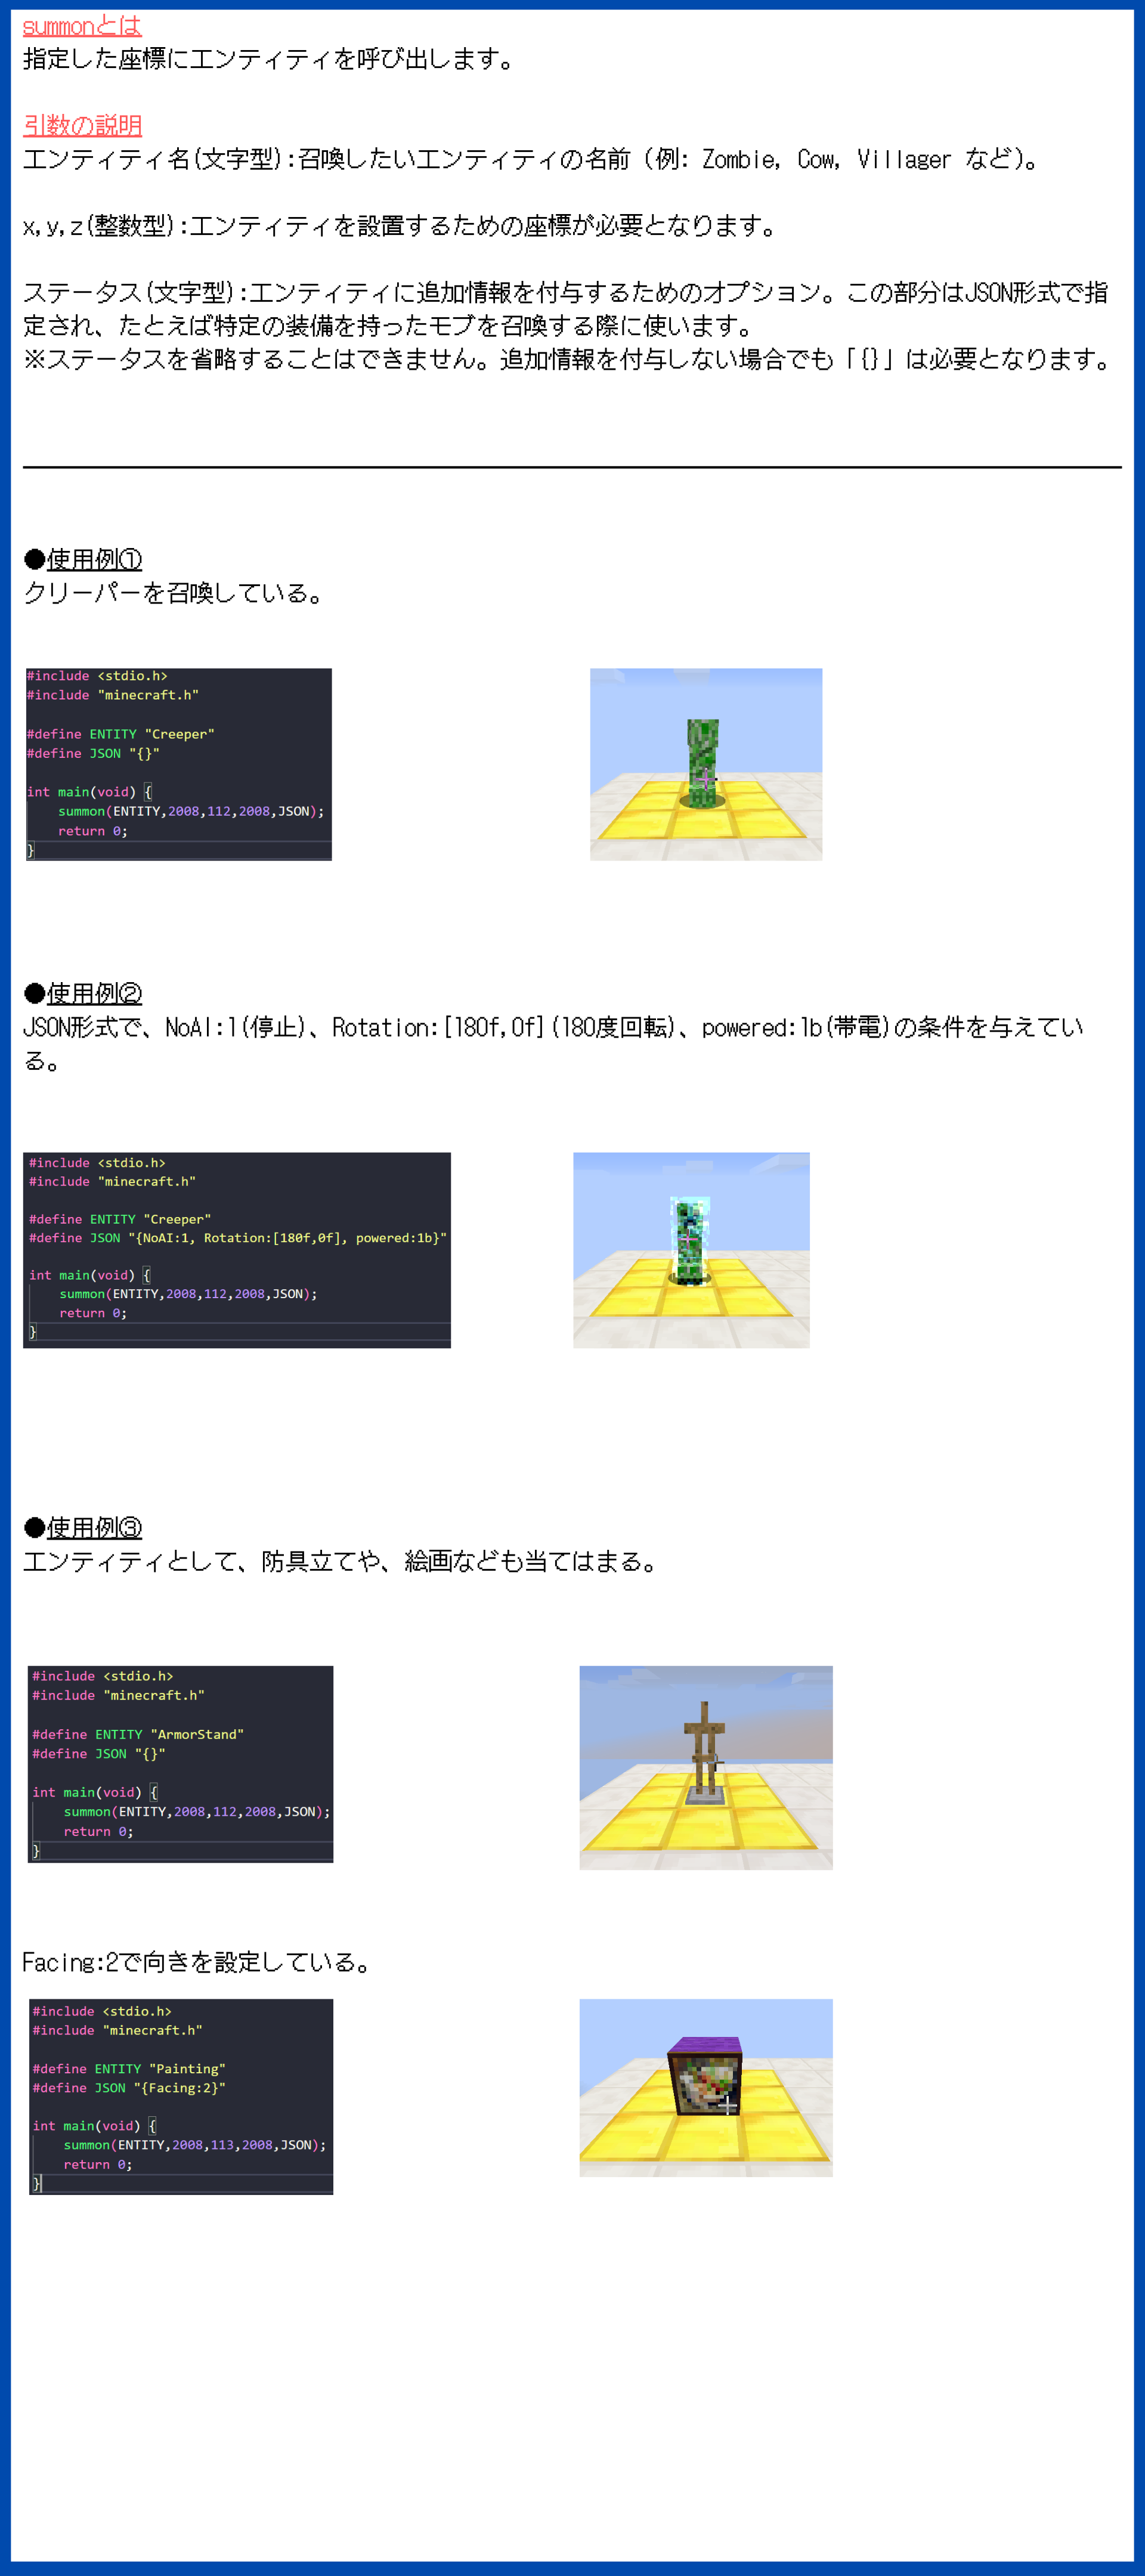 summonとは
指定した座標にエンティティを呼び出します。
引数の説明
エンティティ名(文字型):召喚したいエンティティの名前（例: Zombie, Cow, Villager など）。
x,y,z(整数型):エンティティを設置するための座標が必要となります。
ステータス(文字型):エンティティに追加情報を付与するためのオプション。この部分はJSON形式で指
定され、たとえば特定の装備を持ったモブを召喚する際に使います。
※ステータスを省略することはできません。追加情報を付与しない場合でも「{}」は必要となります。
●使用例①
クリーパーを召喚している。
#include <stdio.h>
#include "minecraft.h"
#define ENTITY "Creeper"
#define JSON "{}"
int main(void) {
summon(ENTITY,2008,112,2008,JSON);
return 0;
}
●使用例②
JSON形式で、NoAI:1(停止)、Rotation:[180f,0f](180度回転)、powered:1b(帯電)の条件を与えてい
る。
#include <stdio.h>
#include "minecraft.h"
#define ENTITY "Creeper"
#define JSON "{NoAI:1, Rotation:[180f,0f], powered:1b}"
int main(void) {
summon(ENTITY,2008,112,2008,JSON);
return 0;
}
●使用例③
エンティティとして、防具立てや、絵画なども当てはまる。
#include <stdio.h>
#include "minecraft.h"
#define ENTITY "ArmorStand"
#define JSON "{}"
int main(void) {
summon(ENTITY,2008,112,2008,JSON);
return 0;
}
Facing:2で向きを設定している。
#include <stdio.h>
#include "minecraft.h"
#define ENTITY "Painting"
#define JSON "{Facing:2}"
int main(void) {
summon(ENTITY,2008,113,2008,JSON);
return 0;
}